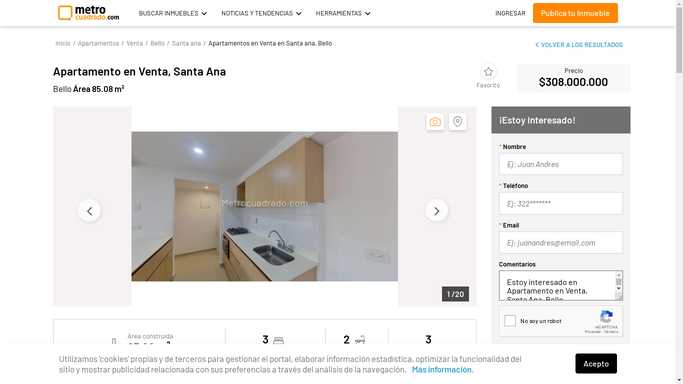 metro
cuadrado.com
BUSCAR INMUEBLES
NOTICIAS Y TENDENCIAS
HERRAMIENTAS
INGRESAR
Publica tu Inmueble
Inicio / Apartamentos / Venta / Bello / Santa ana / Apartamentos en Venta en Santa ana, Bello
VOLVER A LOS RESULTADOS
Apartamento en Venta, Santa Ana
Bello Área 85.08 m²
Favorito
Precio
$308.000.000
Metrocuadrado.com
1 /20
¡Estoy Interesado!
* Nombre
Ej: Juan Andres
* Teléfono
Ej: 322*******
* Email
Ej: juanandres@email.com
Comentarios
Estoy interesado en
Apartamento en Venta,
Santa Ana, Bello
No soy un robot
reCAPTCHA
Privacidad - Términos
Área construida
3
2
3
Utilizamos 'cookies' propias y de terceros para gestionar el portal, elaborar información estadística, optimizar la funcionalidad del
sitio y mostrar publicidad relacionada con sus preferencias a través del análisis de la navegación. Más información.
Acepto